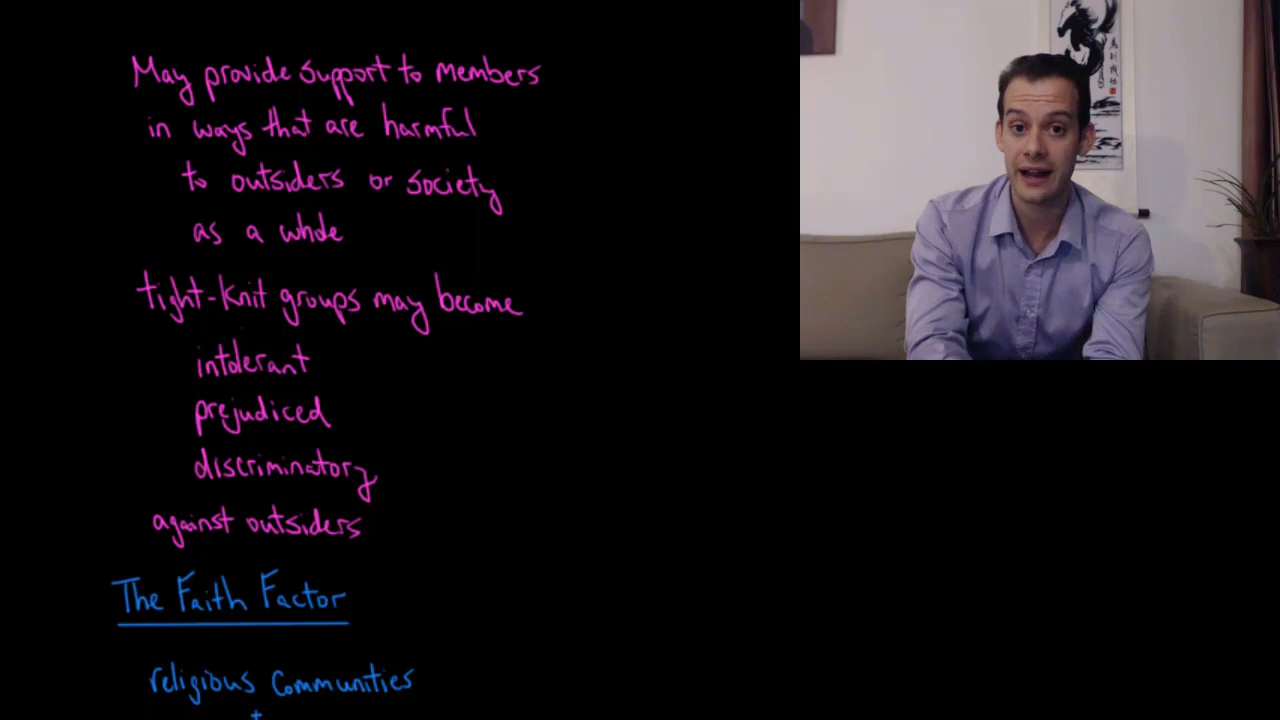 May provide support to members
in ways that are harmful
to outsiders or society
as a whole
tight-knit groups may become
intolerant
prejudiced
discriminatory
against outsiders
The Faith Factor
religious communities